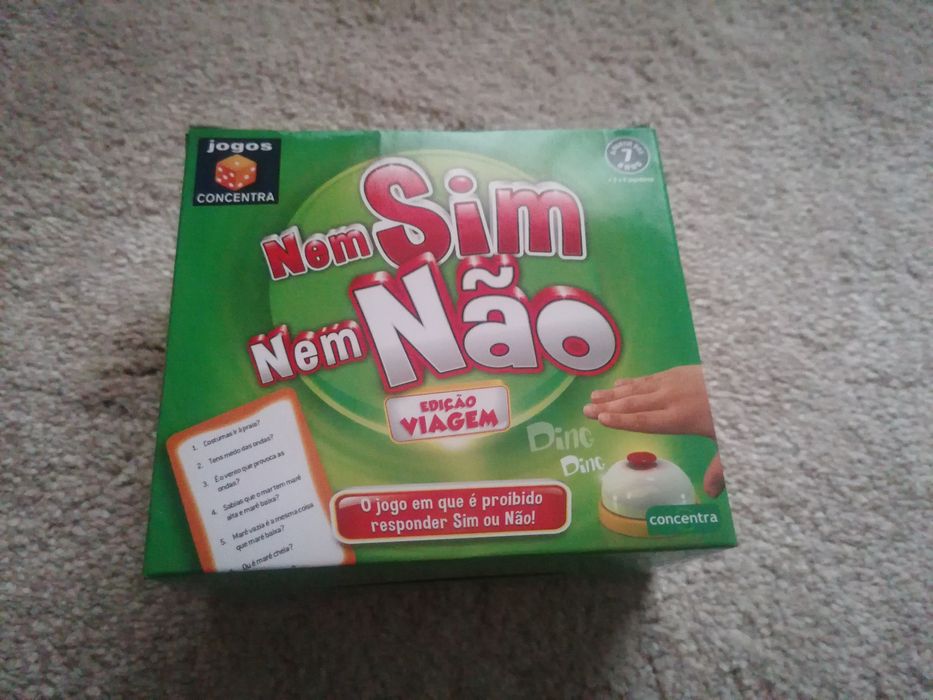 jogos
CONCENTRA
7
Nem Sim
Nem Não
EDIÇÃO
VIAGEM
1. Costumas ir à praia?
2. Tens medo das ondas?
3. É o vento que provoca as
ondas?
4. Sabias que o mar tem maré
alta e maré baixa?
5. Maré vazia é a mesma coisa
que maré baixa?
Ou é maré cheia?
Ding
Ding
O jogo em que é proibido
responder Sim ou Não!
concentra